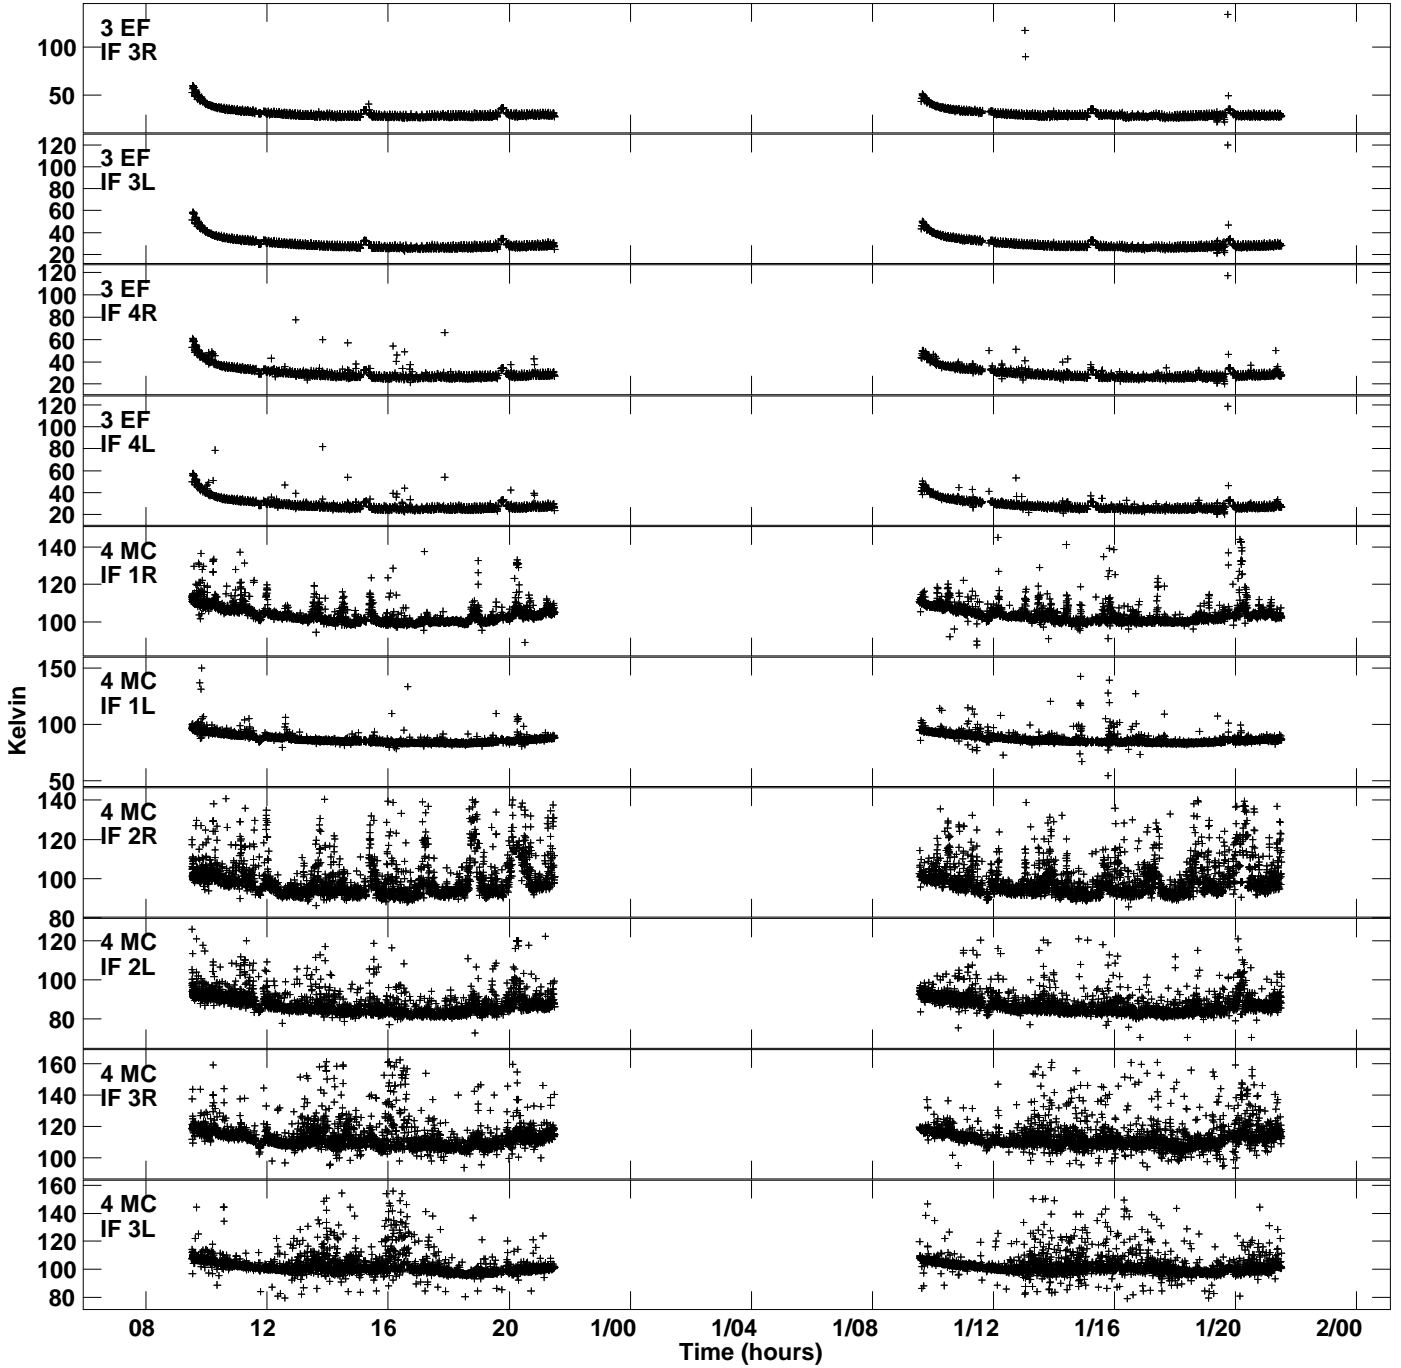 3 EF
IF 3R
100
50
3 EF
IF 3L
120
100
80
60
40
20
3 EF
IF 4R
120
100
80
60
40
20
3 EF
IF 4L
120
100
80
60
40
20
4 MC
IF 1R
140
120
100
4 MC
IF 1L
150
100
50
4 MC
IF 2R
140
120
100
80
4 MC
IF 2L
120
100
80
4 MC
IF 3R
160
140
120
100
4 MC
IF 3L
160
140
120
100
80
Kelvin
08 12 16 20 1/00 1/04 1/08 1/12 1/16 1/20 2/00
Time (hours)